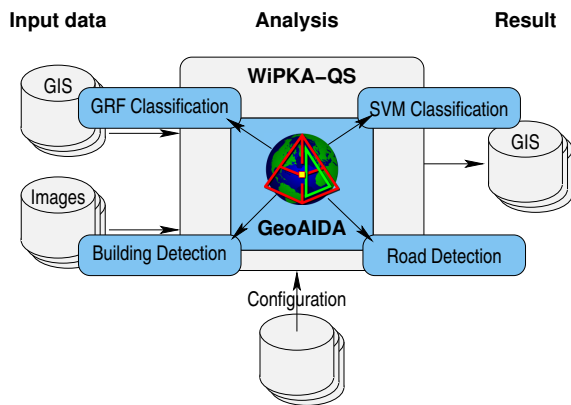 Input data
Analysis
Result
WiPKA–QS
GIS
GRF Classification
SVM Classification
GIS
Images
GeoAIDA
Building Detection
Road Detection
Configuration